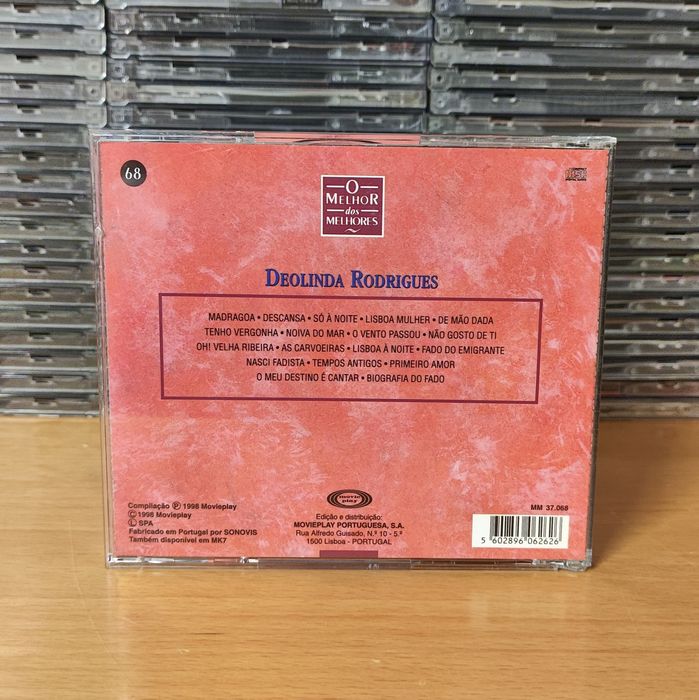 68
O
MELHOR
dos
MELHORES
DEOLINDA RODRIGUES
MADRAGOA • DESCANSA • SÓ À NOITE • LISBOA MULHER • DE MÃO DADA
TENHO VERGONHA • NOIVA DO MAR • O VENTO PASSOU • NÃO GOSTO DE TI
OH! VELHA RIBEIRA • AS CARVOEIRAS • LISBOA À NOITE • FADO DO EMIGRANTE
NASCI FADISTA • TEMPOS ANTIGOS • PRIMEIRO AMOR
O MEU DESTINO É CANTAR • BIOGRAFIA DO FADO
Compilação Ⓟ 1998 Movieplay
© 1998 Movieplay
Ⓛ SPA
Fabricado em Portugal por SONOVIS
Também disponível em MK7
movie
play
Edição e distribuição:
MOVIEPLAY PORTUGUESA, S.A.
Rua Alfredo Guisado, N.º 10 - 5.º
1500 Lisboa - PORTUGAL
MM 37.068
5 602896 062626